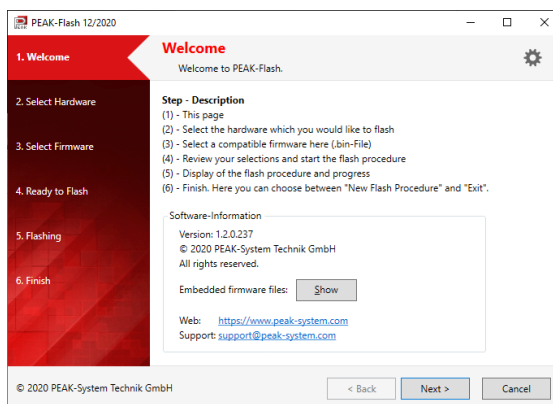 PEAK-Flash 12/2020
1. Welcome
2. Select Hardware
3. Select Firmware
4. Ready to Flash
5. Flashing
6. Finish
Welcome
Welcome to PEAK-Flash.
Step - Description
(1) - This page
(2) - Select the hardware which you would like to flash
(3) - Select a compatible firmware here (.bin-File)
(4) - Review your selections and start the flash procedure
(5) - Display of the flash procedure and progress
(6) - Finish. Here you can choose between "New Flash Procedure" and "Exit".
Software-Information
Version: 1.2.0.237
© 2020 PEAK-System Technik GmbH
All rights reserved.
Embedded firmware files: Show
Web: https://www.peak-system.com
Support: support@peak-system.com
© 2020 PEAK-System Technik GmbH
< Back Next > Cancel